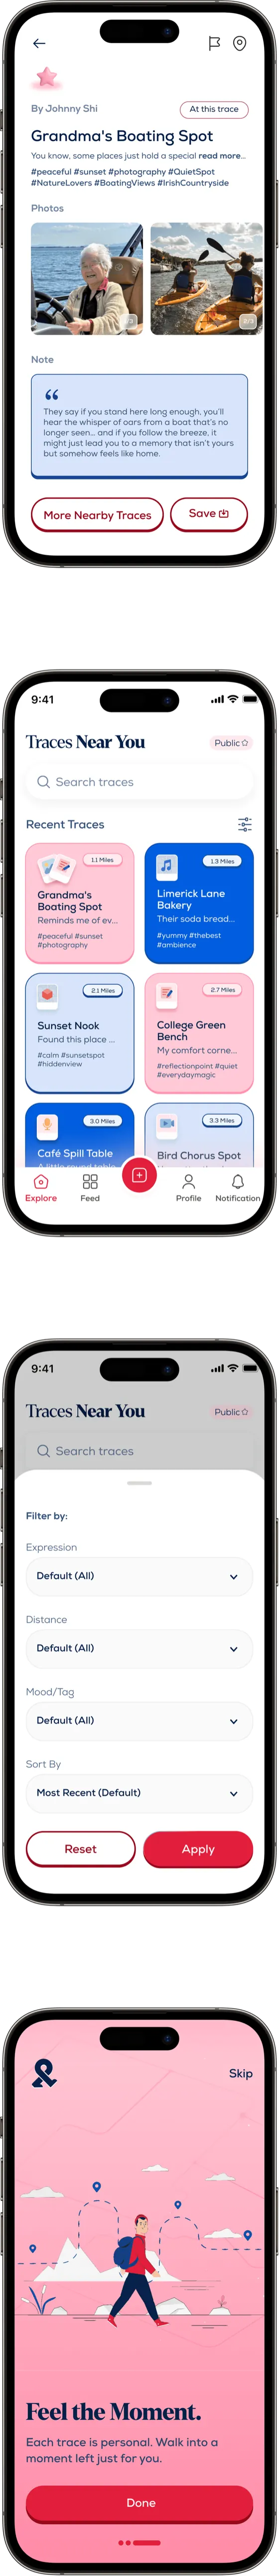 By Johnny Shi
At this trace
Grandma's Boating Spot
You know, some places just hold a special read more...
#peaceful #sunset #photography #QuietSpot
#NatureLovers #BoatingViews #IrishCountryside
Photos
2/3
Note
“
They say if you stand here long enough, you'll
hear the whisper of oars from a boat that's no
longer seen... and if you follow the breeze, it
might just lead you to a memory that isn't yours
but somehow feels like home.
More Nearby Traces
Save
9:41
Traces Near You
Public
Search traces
Recent Traces
1.1 Miles
Grandma's
Boating Spot
Reminds me of ev...
#peaceful #sunset
#photography
1.3 Miles
Limerick Lane
Bakery
Their soda bread...
#yummy #thebest
#ambience
2.1 Miles
Sunset Nook
Found this place ...
#calm #sunsetspot
#hiddenview
2.7 Miles
College Green
Bench
My comfort corne...
#reflectionpoint #quiet
#everydaymagic
3.0 Miles
Café Spill Table
A little round table
3.3 Miles
Bird Chorus Spot
Explore
Feed
Profile
Notification
9:41
Traces Near You
Public
Search traces
Filter by:
Expression
Default (All)
Distance
Default (All)
Mood/Tag
Default (All)
Sort By
Most Recent (Default)
Reset
Apply
Skip
Feel the Moment.
Each trace is personal. Walk into a
moment left just for you.
Done